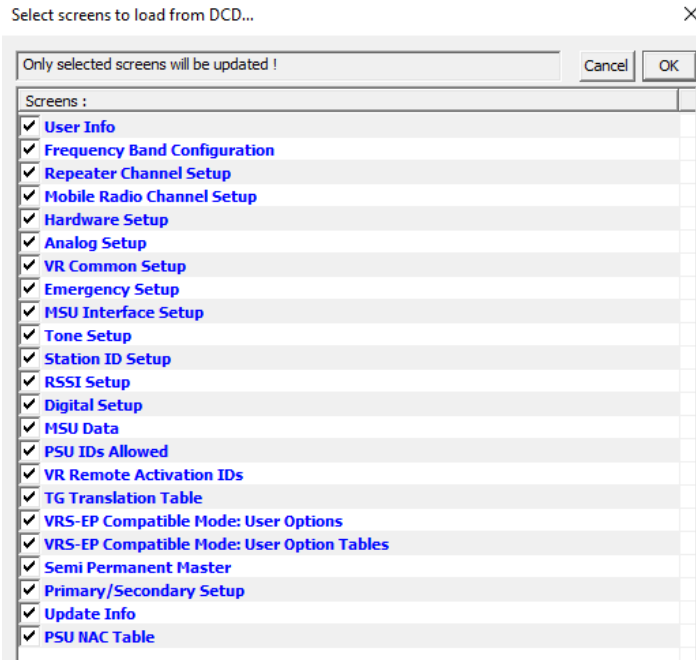 Select screens to load from DCD...
Only selected screens will be updated !
Cancel
OK
Screens :
User Info
Frequency Band Configuration
Repeater Channel Setup
Mobile Radio Channel Setup
Hardware Setup
Analog Setup
VR Common Setup
Emergency Setup
MSU Interface Setup
Tone Setup
Station ID Setup
RSSI Setup
Digital Setup
MSU Data
PSU IDs Allowed
VR Remote Activation IDs
TG Translation Table
VRS-EP Compatible Mode: User Options
VRS-EP Compatible Mode: User Option Tables
Semi Permanent Master
Primary/Secondary Setup
Update Info
PSU NAC Table